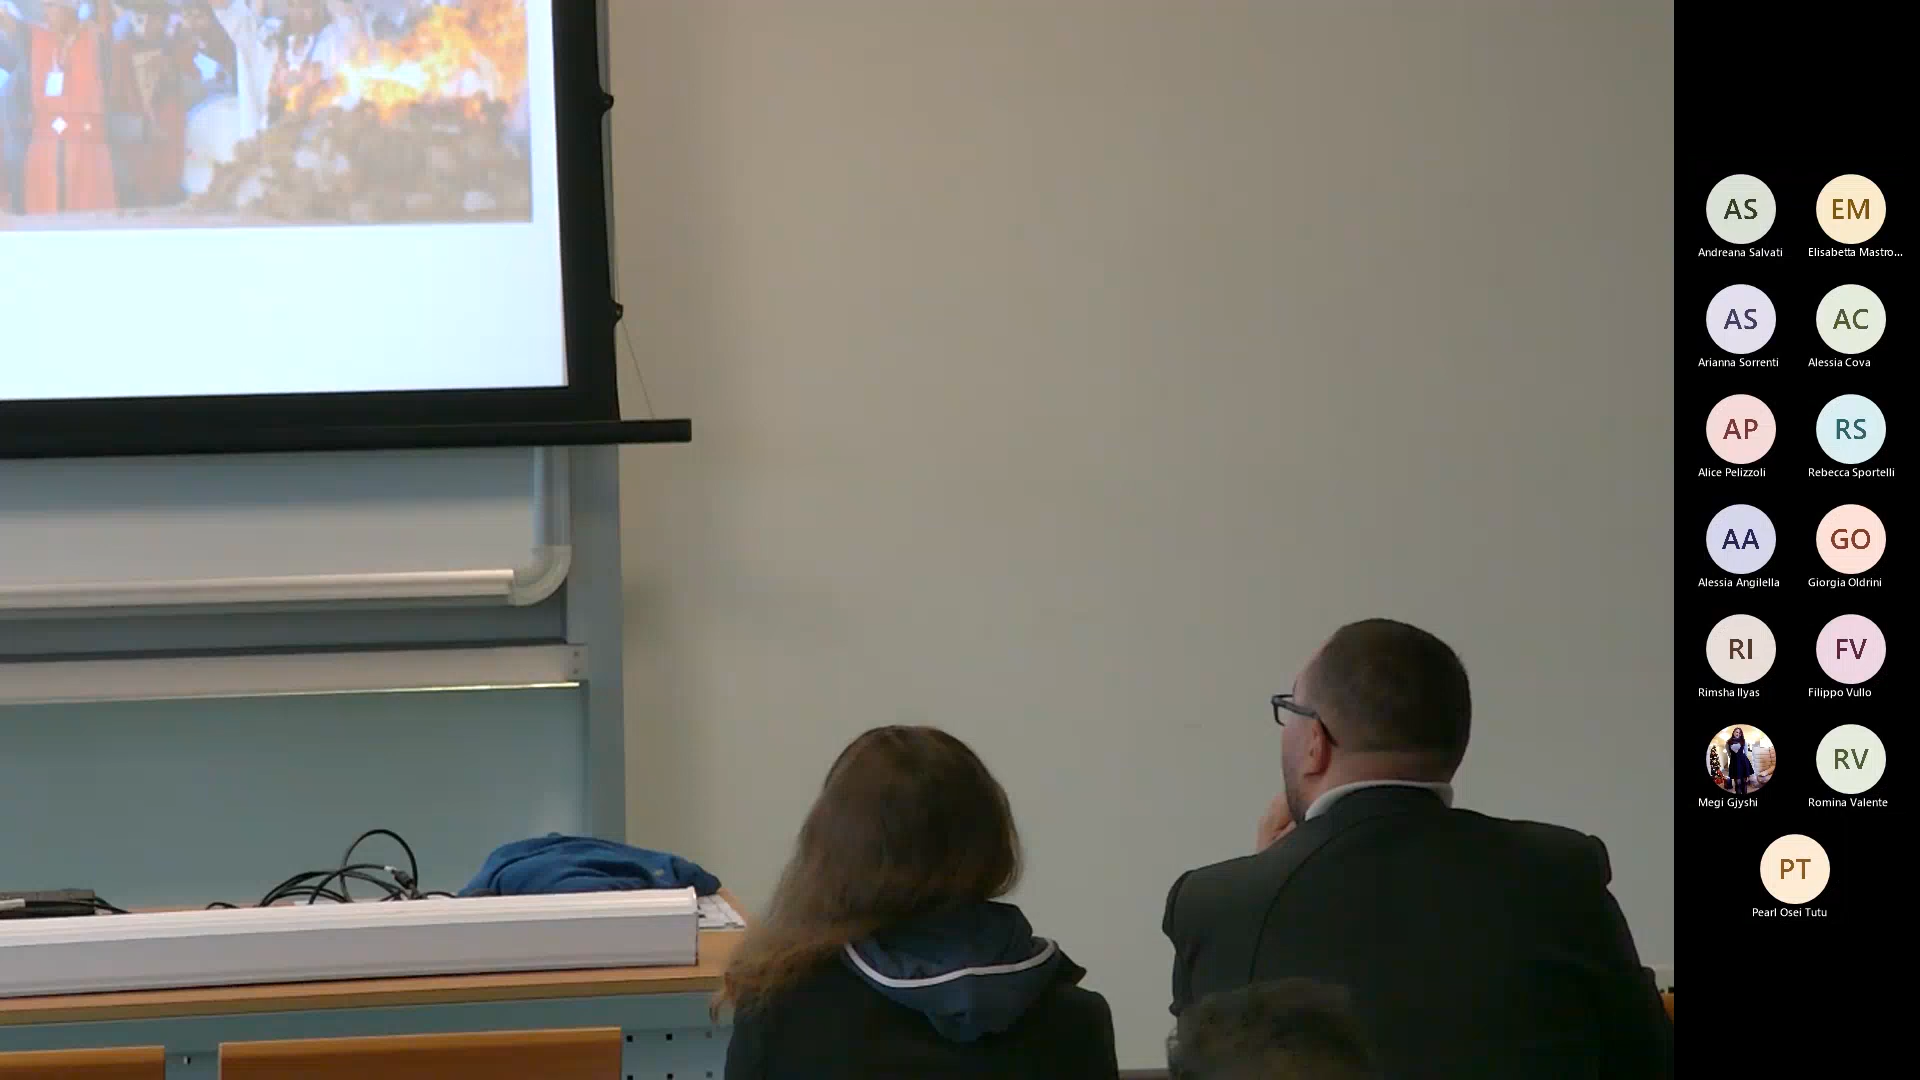 AS
EM
Andreana Salvati
Elisabetta Mastro...
AS
AC
Arianna Sorrenti
Alessia Cova
AP
RS
Alice Pelizzoli
Rebecca Sportelli
AA
GO
Alessia Angilella
Giorgia Oldrini
RI
FV
Rimsha Ilyas
Filippo Vullo
RV
Megi Gjyshi
Romina Valente
PT
Pearl Osei Tutu